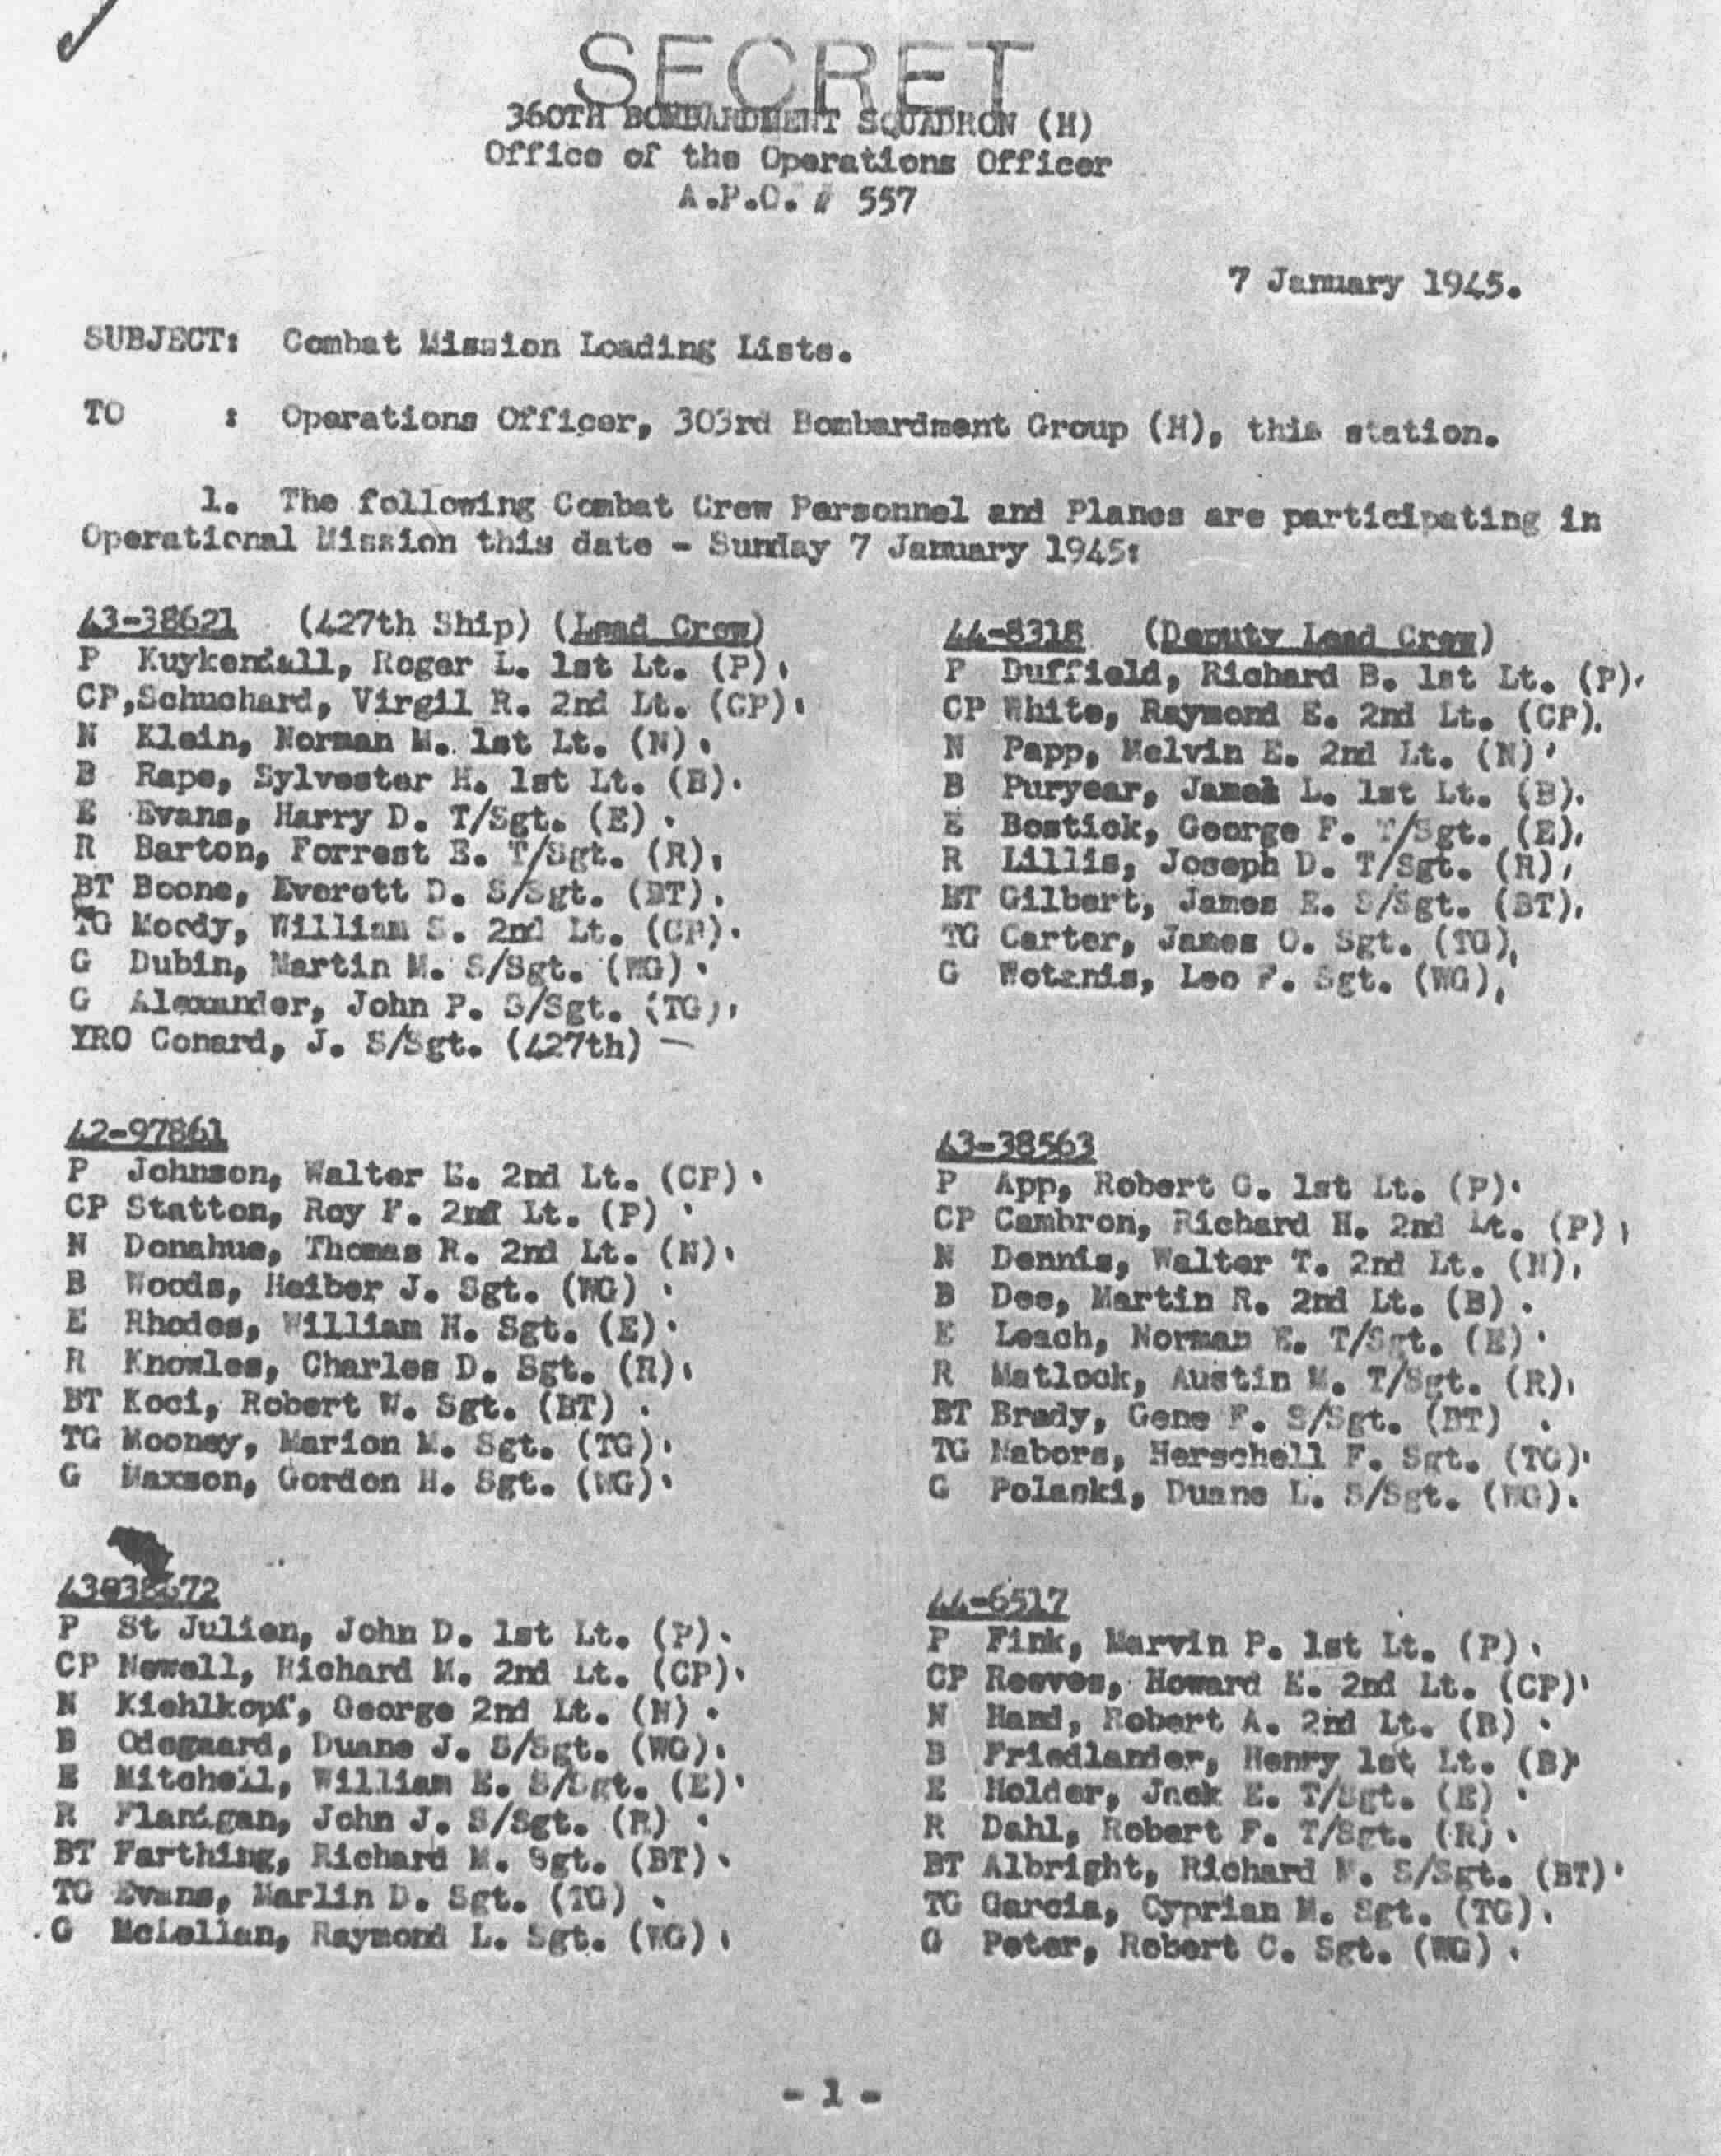 SECRET
360TH BOMBARDMENT SQUADRON (H)
Office of the Operations Officer
A.P.O. # 557
7 January 1945.
SUBJECT: Combat Mission Loading Lists.
TO : Operations Officer, 303rd Bombardment Group (H), this station.
1. The following Combat Crew Personnel and Planes are participating in
Operational Mission this date - Sunday 7 January 1945:
43-38621 (427th Ship) (Lead Crew)
P Kuykendall, Roger L. 1st Lt. (P)
CP,Schuchard, Virgil R. 2nd Lt. (CP)
N Klein, Norman M. 1st Lt. (N)
B Rape, Sylvester H. 1st Lt. (B)
E Evans, Harry D. T/Sgt. (E)
R Barton, Forrest E. T/Sgt. (R)
BT Boone, Everett D. S/Sgt. (BT)
TG Moody, William S. 2nd Lt. (CP)
G Dubin, Martin M. S/Sgt. (WG)
G Alexander, John P. S/Sgt. (TG)
YRO Conard, J. S/Sgt. (427th) -
44-8318 (Deputy Lead Crew)
P Duffield, Richard B. 1st Lt. (P)
CP White, Raymond E. 2nd Lt. (CP)
N Papp, Melvin E. 2nd Lt. (N)
B Puryear, James L. 1st Lt. (B)
E Bostick, George F. T/Sgt. (E)
R Lillis, Joseph D. T/Sgt. (R)
BT Gilbert, James E. S/Sgt. (BT)
TG Carter, James O. Sgt. (TG)
G Wotanis, Leo F. Sgt. (WG)
42-97861
P Johnson, Walter E. 2nd Lt. (CP)
CP Statton, Roy F. 2nd Lt. (P)
N Donahue, Thomas R. 2nd Lt. (N)
B Woods, Heiber J. Sgt. (WG)
E Rhodes, William H. Sgt. (E)
R Knowles, Charles D. Sgt. (R)
BT Koci, Robert W. Sgt. (BT)
TG Mooney, Marion M. Sgt. (TG)
G Maxson, Gordon H. Sgt. (WG)
43-38563
P App, Robert G. 1st Lt. (P)
CP Cambron, Richard H. 2nd Lt. (P)
N Dennis, Walter T. 2nd Lt. (N)
B Dee, Martin R. 2nd Lt. (B)
E Leach, Norman E. T/Sgt. (E)
R Matlock, Austin M. T/Sgt. (R)
BT Brady, Gene F. S/Sgt. (BT)
TG Nabors, Herschell F. Sgt. (TG)
G Polaski, Duane L. S/Sgt. (WG)
43038672
P St Julien, John D. 1st Lt. (P)
CP Newell, Richard M. 2nd Lt. (CP)
N Kiehlkopf, George 2nd Lt. (N)
B Odegaard, Duane J. S/Sgt. (WG)
E Mitchell, William E. S/Sgt. (E)
R Flanigan, John J. S/Sgt. (R)
BT Farthing, Richard M. Sgt. (BT)
TG Evans, Marlin D. Sgt. (TG)
G McLellan, Raymond L. Sgt. (WG)
44-6517
P Fink, Marvin P. 1st Lt. (P)
CP Reeves, Howard E. 2nd Lt. (CP)
N Hand, Robert A. 2nd Lt. (B)
B Friedlander, Henry 1st Lt. (B)
E Holder, Jack E. T/Sgt. (E)
R Dahl, Robert F. T/Sgt. (R)
BT Albright, Richard S/Sgt. (BT)
TG Garcia, Cyprian M. Sgt. (TG)
G Peter, Robert C. Sgt. (WG)
- 1 -